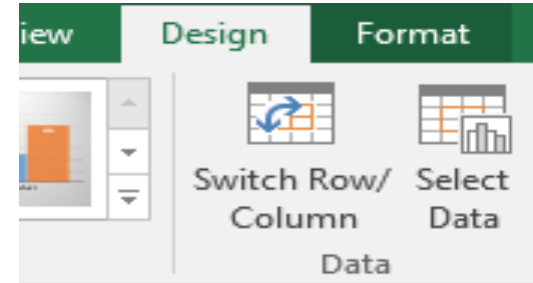 iew Design Format
Switch Row/ Select
Column Data
Data